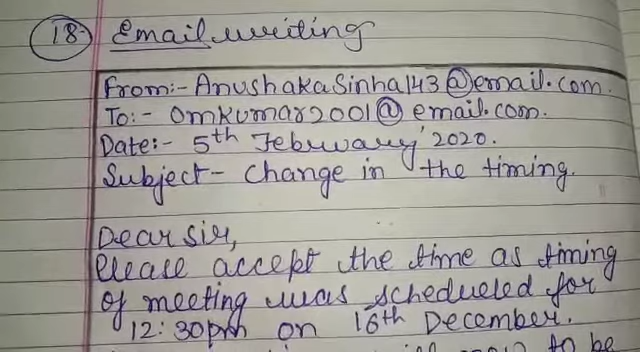 18. Email writing
From:- AnushakaSinha143@email.com.
To:- omkumar2001@email.com.
Date:- 5th February 2020.
Subject- Change in the timing.
Dear sir,
Please accept the time as timing
of meeting was scheduled for
12:30pm on 16th December.
to be